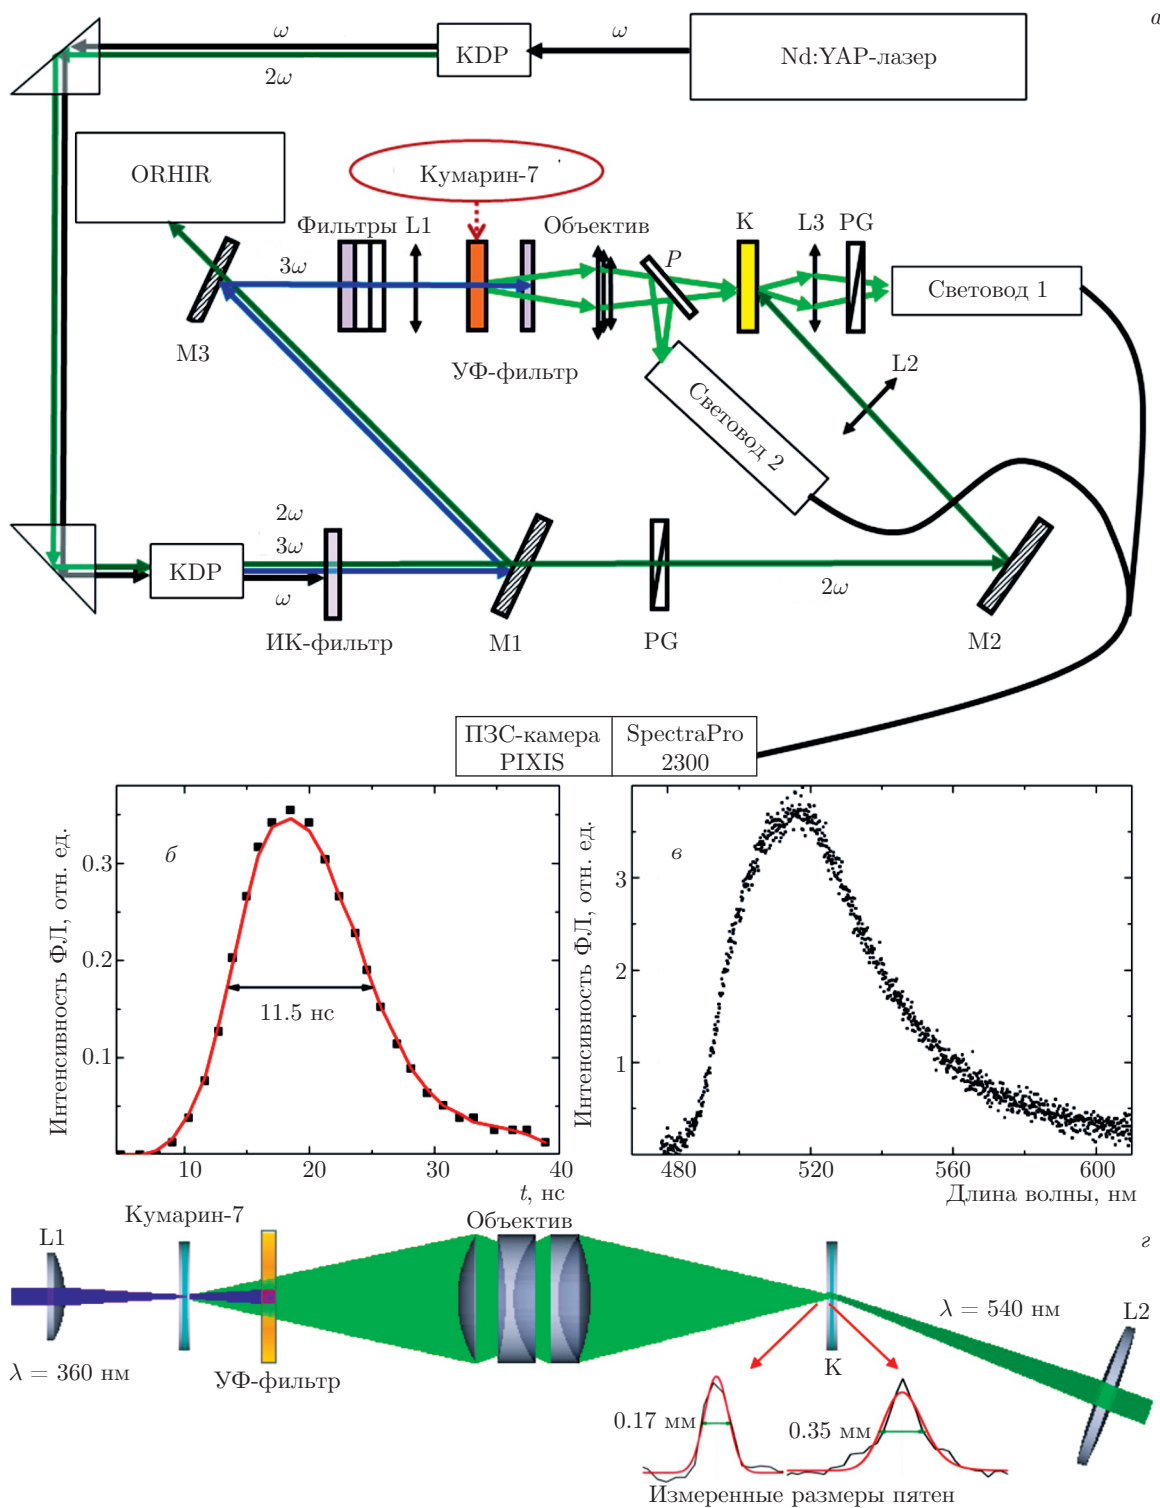 а
ω
ω
KDP
Nd:YAP-лазер
2ω
ORHIR
Кумарин-7
Фильтры L1
Объектив
K
L3
PG
3ω
P
Световод 1
M3
УФ-фильтр
L2
Световод 2
2ω
3ω
KDP
ω
2ω
ИК-фильтр
M1
PG
M2
ПЗС-камера
PIXIS
SpectraPro
2300
Интенсивность ФЛ, отн. ед.
б
0.3
0.2
0.1
11.5 нс
10
20
30
40
t, нс
Интенсивность ФЛ, отн. ед.
в
3
2
1
480
520
560
600
Длина волны, нм
г
Кумарин-7
Объектив
L1
λ = 540 нм
L2
λ = 360 нм
УФ-фильтр
K
0.17 мм
0.35 мм
Измеренные размеры пятен